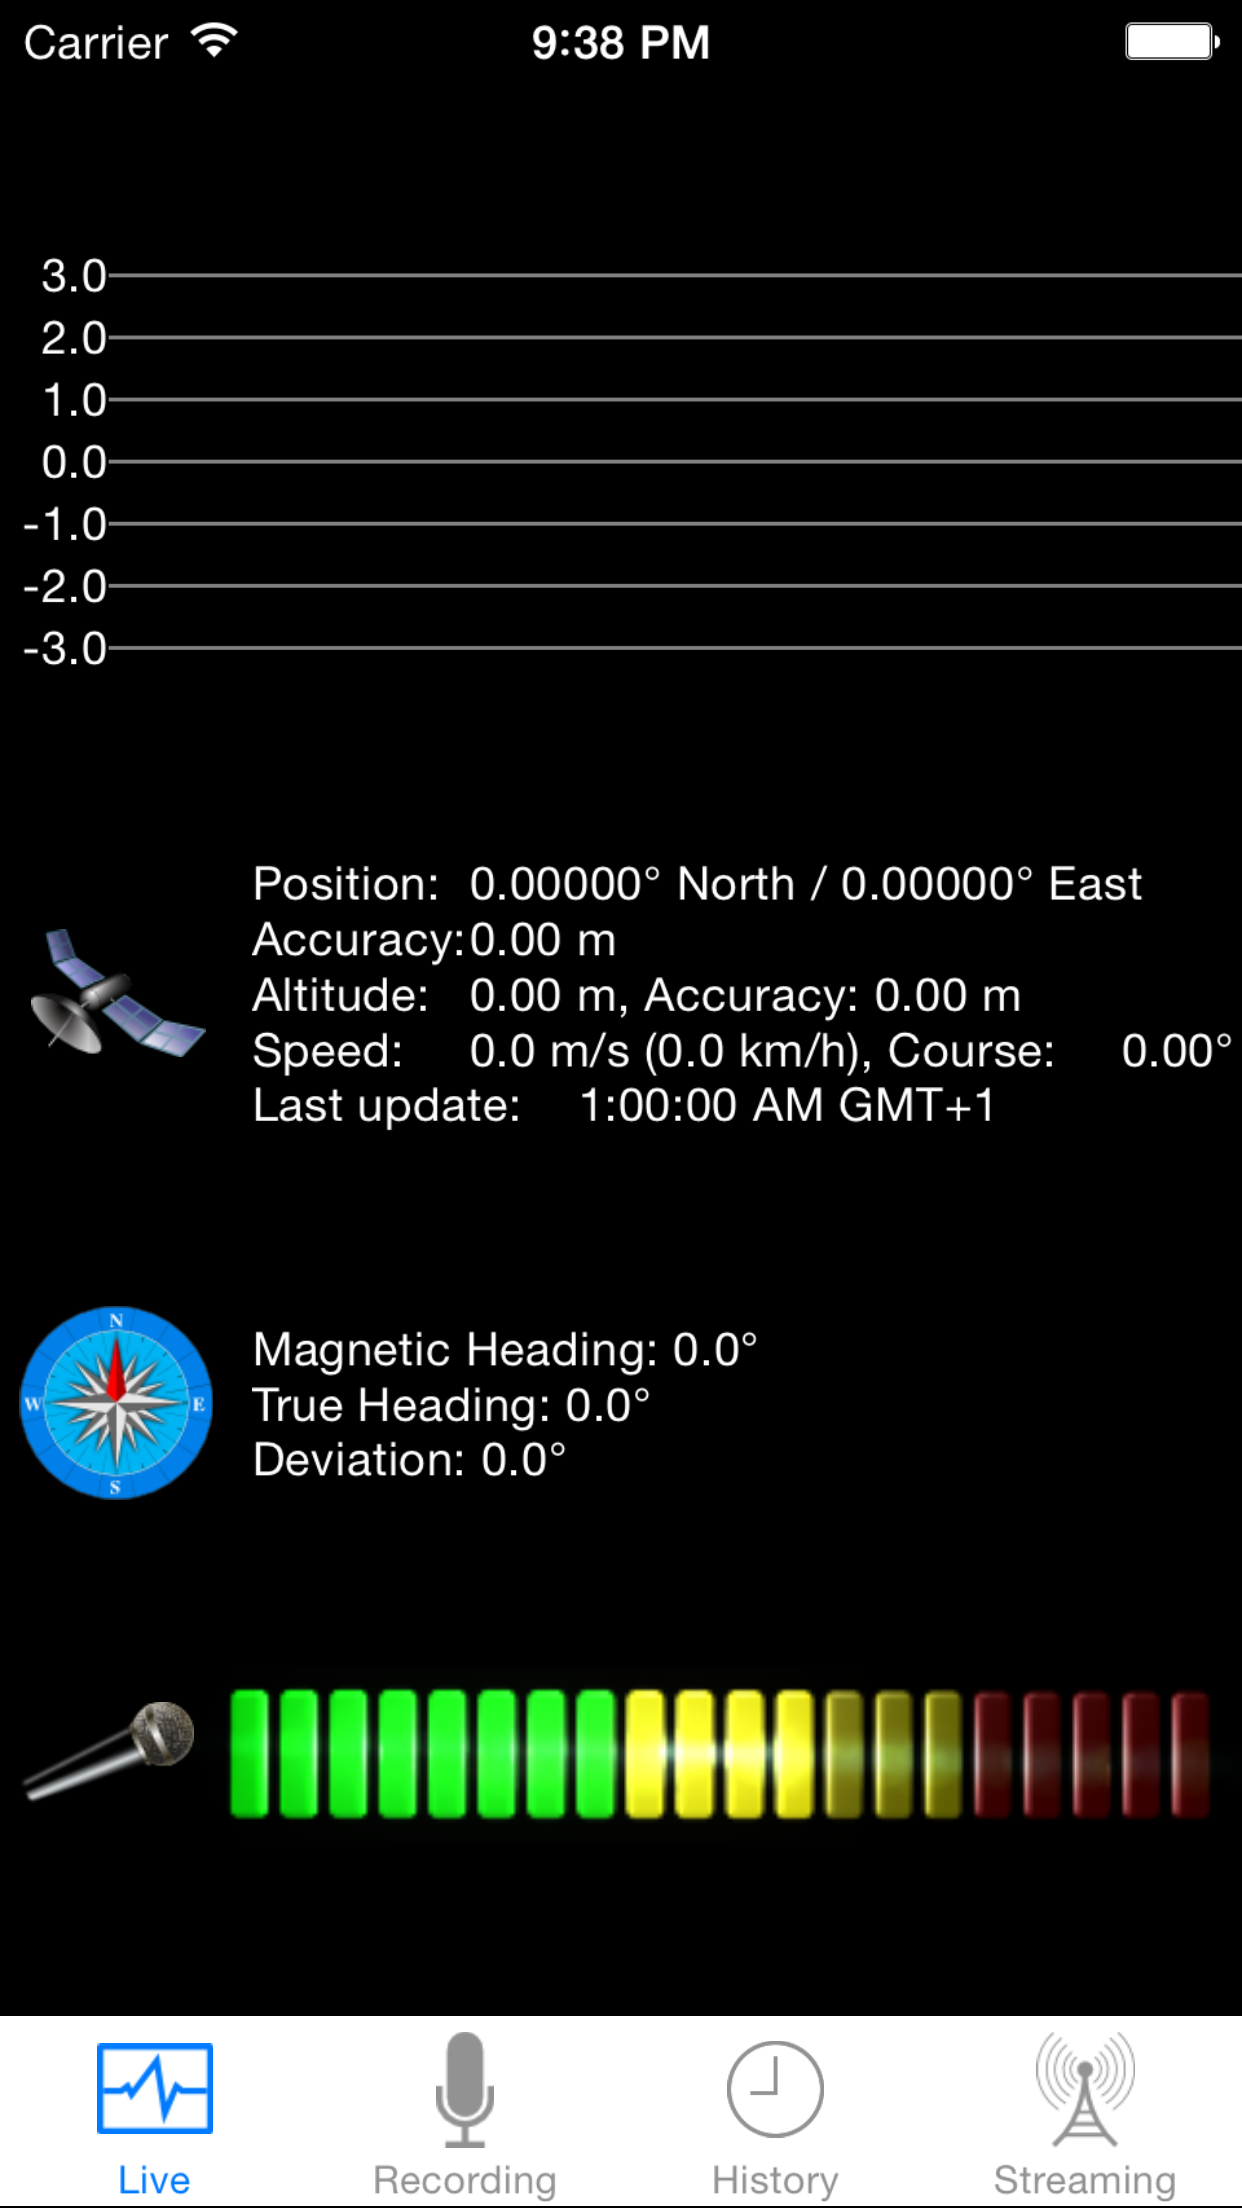 Carrier 9:38 PM
3.0
2.0
1.0
0.0
-1.0
-2.0
-3.0
Position: 0.00000° North / 0.00000° East
Accuracy: 0.00 m
Altitude: 0.00 m, Accuracy: 0.00 m
Speed: 0.0 m/s (0.0 km/h), Course: 0.00°
Last update: 1:00:00 AM GMT+1
N
W E
S
Magnetic Heading: 0.0°
True Heading: 0.0°
Deviation: 0.0°
Live Recording History Streaming